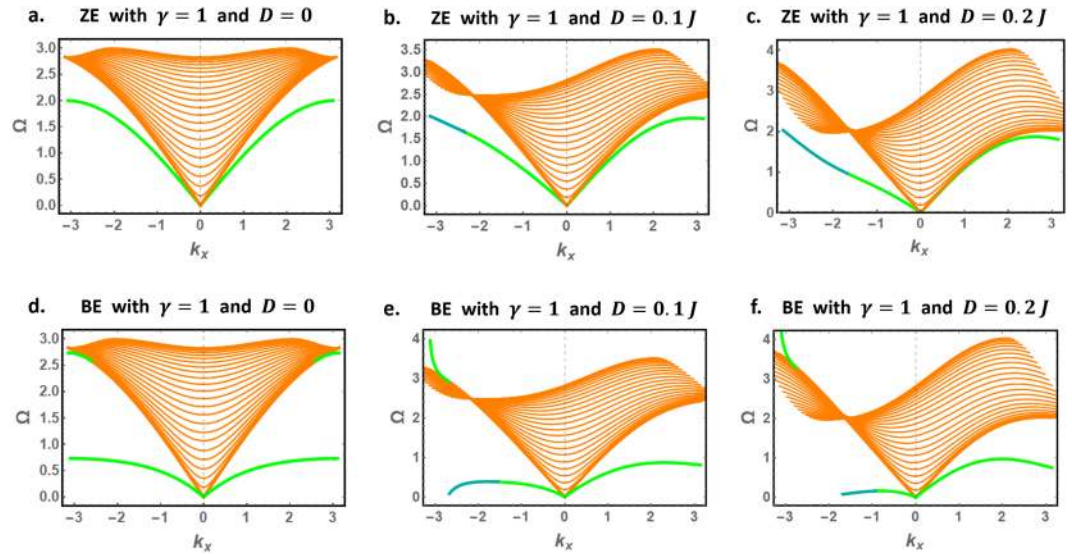 a. ZE with γ = 1 and D = 0
b. ZE with γ = 1 and D = 0.1J
c. ZE with γ = 1 and D = 0.2J
3.0
2.5
2.0
1.5
1.0
0.5
0.0
Ω
-3 -2 -1 0 1 2 3
kx
3.5
3.0
2.5
2.0
1.5
1.0
0.5
0.0
Ω
-3 -2 -1 0 1 2 3
kx
4
3
2
1
0
Ω
-3 -2 -1 0 1 2 3
kx
d. BE with γ = 1 and D = 0
e. BE with γ = 1 and D = 0.1J
f. BE with γ = 1 and D = 0.2J
3.0
2.5
2.0
1.5
1.0
0.5
0.0
Ω
-3 -2 -1 0 1 2 3
kx
4
3
2
1
0
Ω
-3 -2 -1 0 1 2 3
kx
4
3
2
1
0
Ω
-3 -2 -1 0 1 2 3
kx